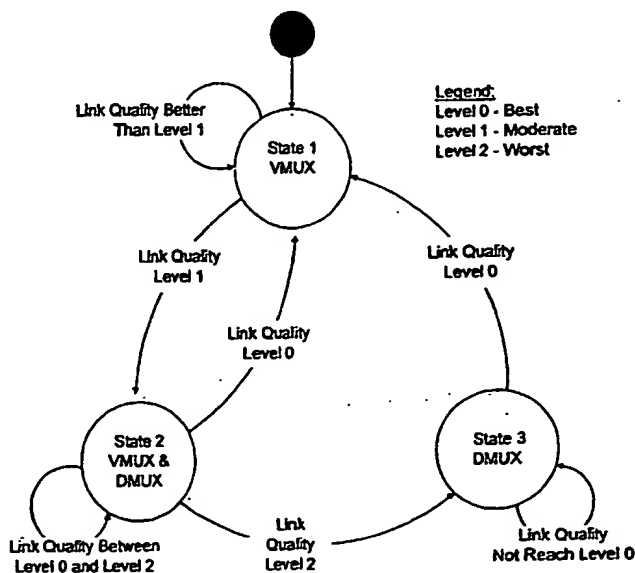 Link Quality Better
Than Level 1
Legend:
Level 0 - Best
Level 1 - Moderate
Level 2 - Worst
State 1
VMUX
Link Quality
Level 1
Link Quality
Level 0
Link Quality
Level 0
State 2
VMUX &
DMUX
State 3
DMUX
Link Quality Between
Level 0 and Level 2
Link
Quality
Level 2
Link Quality
Not Reach Level 0